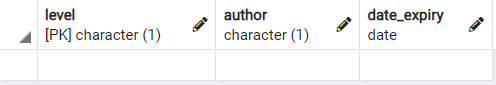 level author date_expiry
[PK] character (1) character (1) date